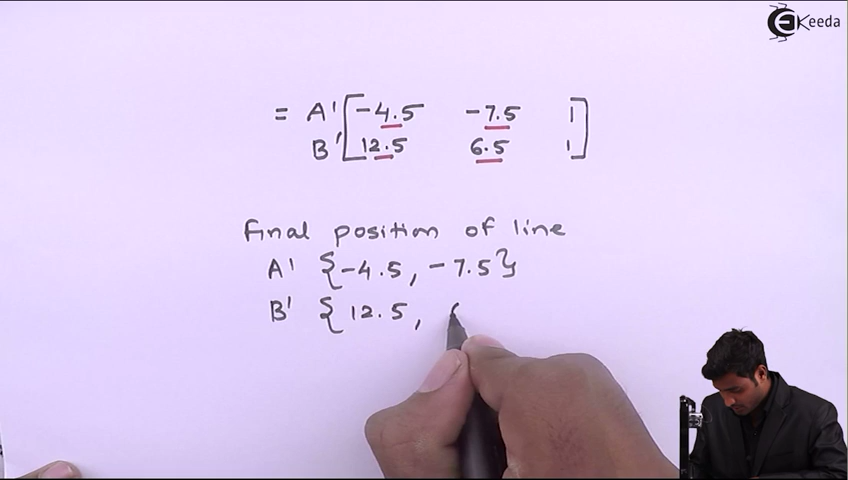 EKeeda
= A' [ -4.5 -7.5 1 ]
B' [ 12.5 6.5 1 ]
Final position of line
A' {-4.5, -7.5}
B' { 12.5,